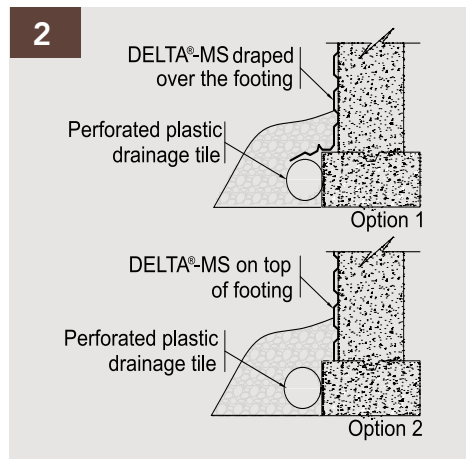 2
DELTA®-MS draped
over the footing
Perforated plastic
drainage tile
Option 1
DELTA®-MS on top
of footing
Perforated plastic
drainage tile
Option 2